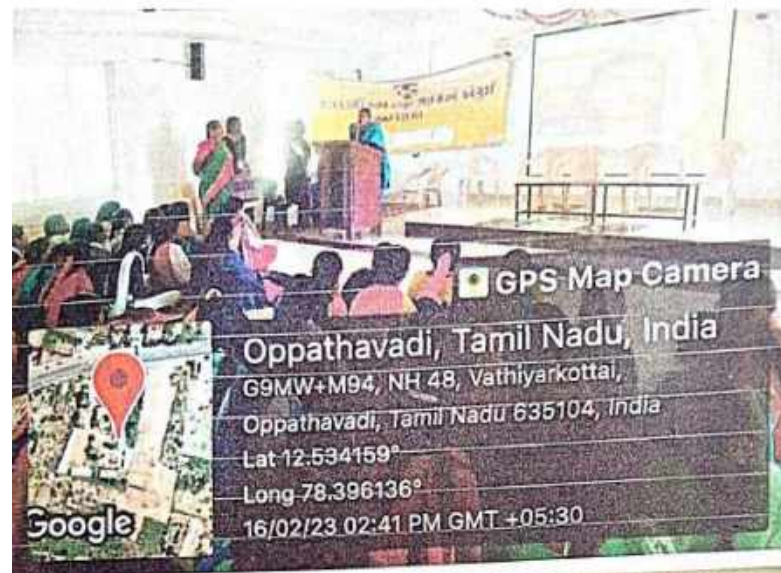 GPS Map Camera
Oppathavadi, Tamil Nadu, India
G9MW+M94, NH 48, Vathiyarkottai,
Oppathavadi, Tamil Nadu 635104, India
Lat 12.534159°
Long 78.396136°
16/02/23 02:41 PM GMT +05:30
Google